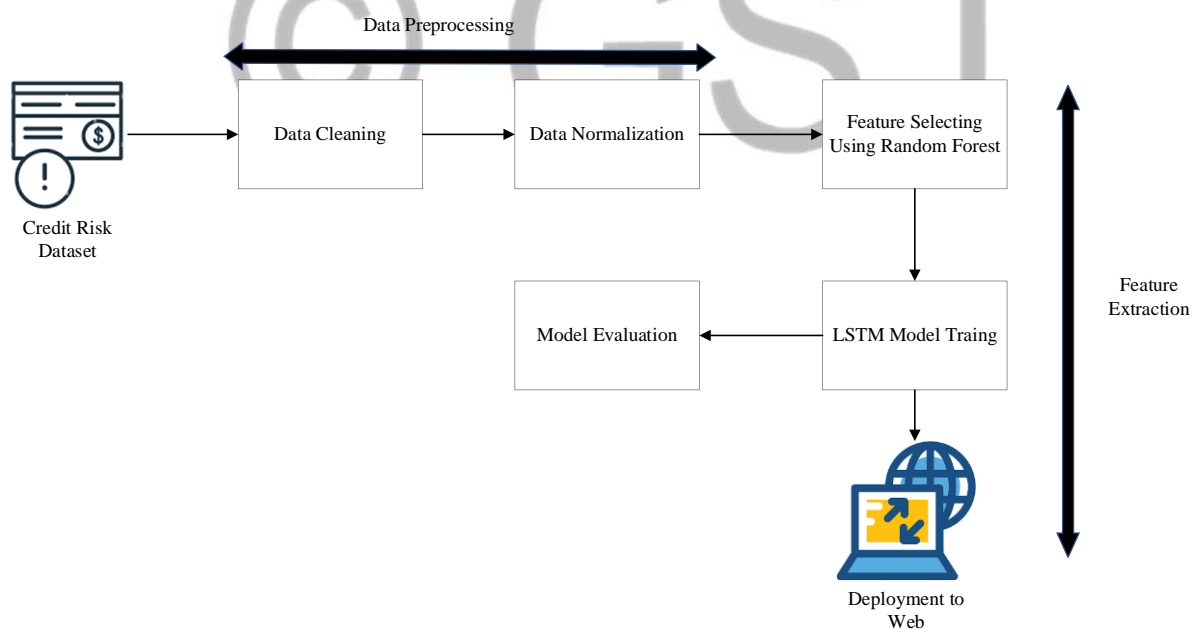 Data Preprocessing
Data Cleaning
Data Normalization
Feature Selecting
Using Random Forest
$
!
Credit Risk
Dataset
Model Evaluation
LSTM Model Traing
Feature
Extraction
Deployment to
Web